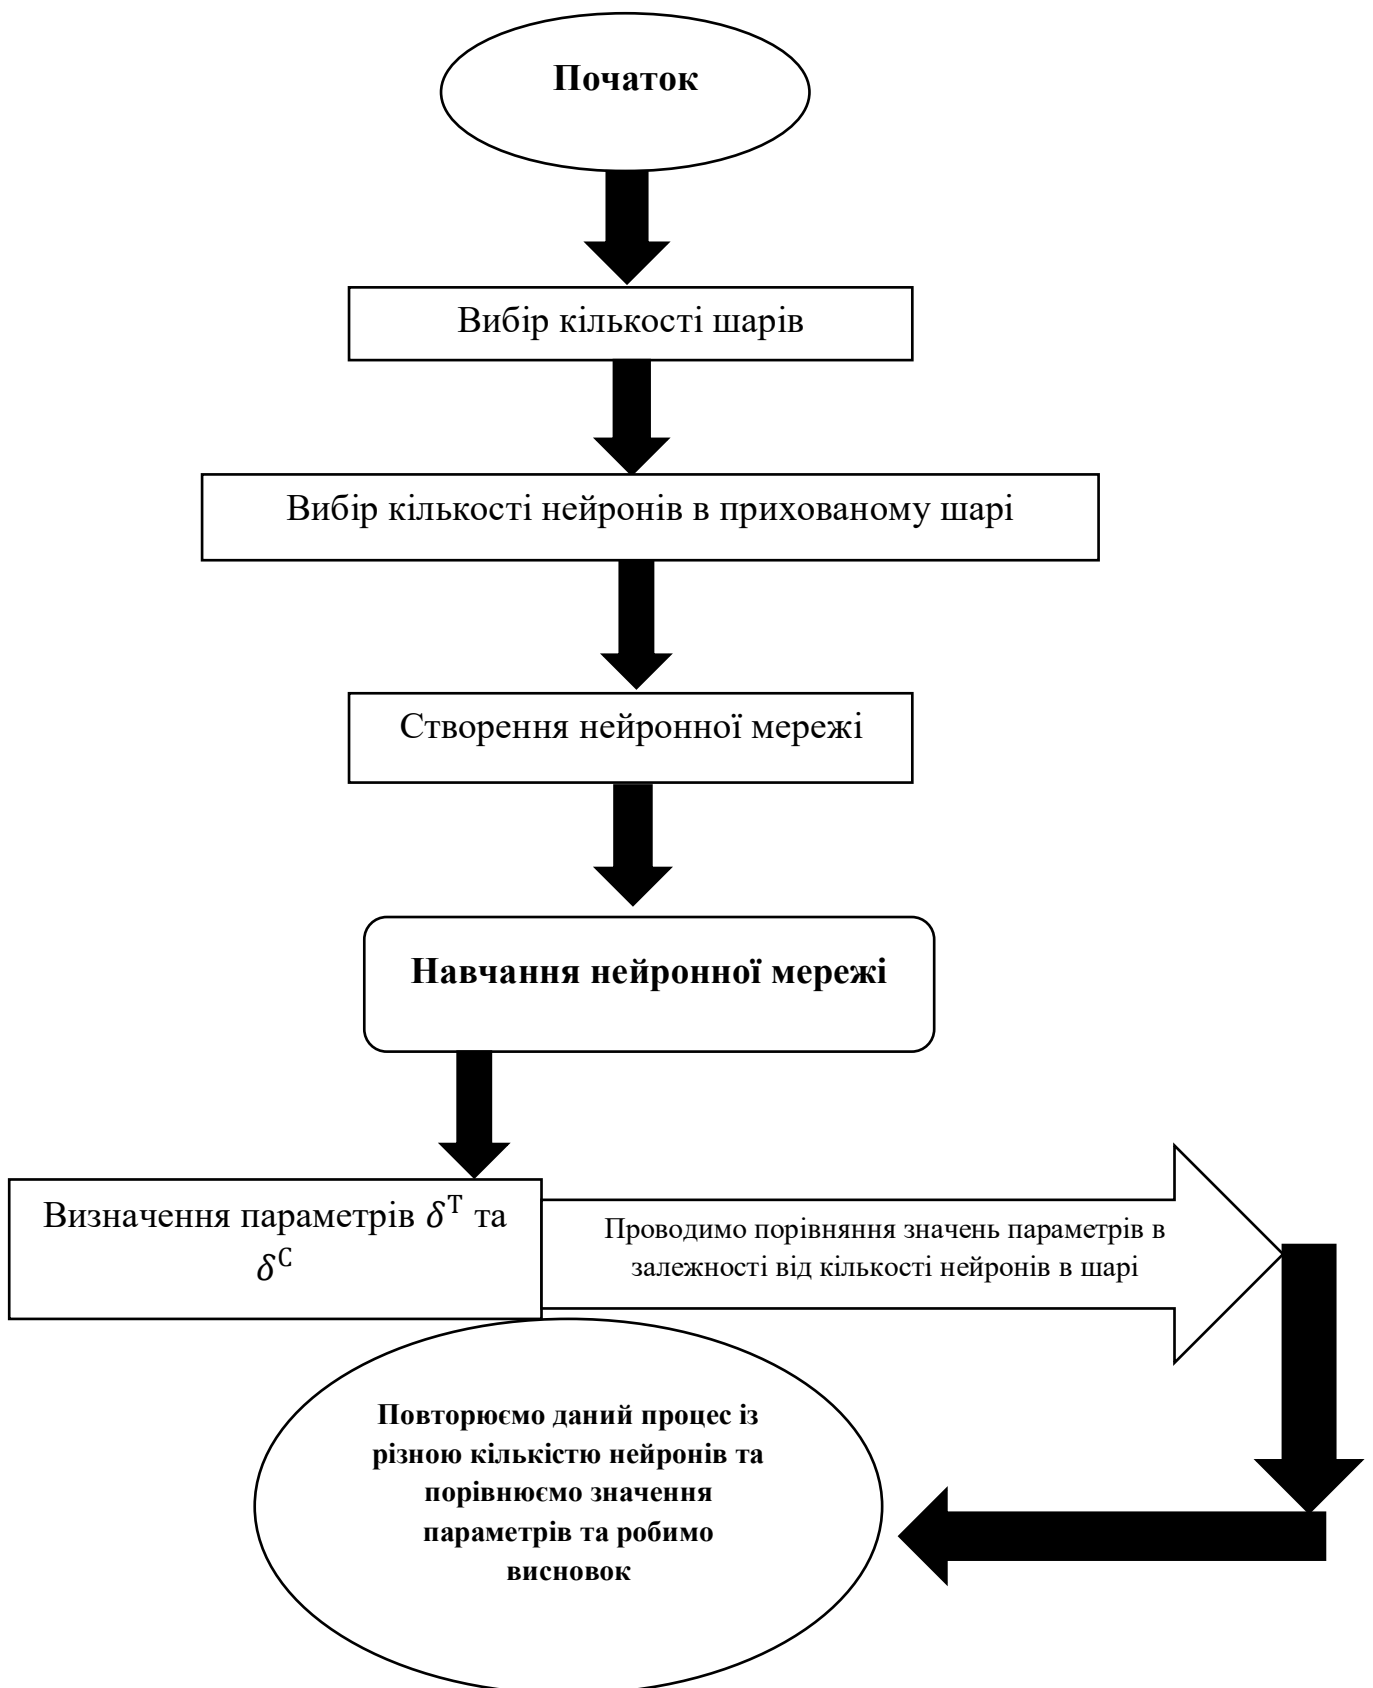 Початок
Вибір кількості шарів
Вибір кількості нейронів в прихованому шарі
Створення нейронної мережі
Навчання нейронної мережі
Визначення параметрів δᵀ та
δC
Проводимо порівняння значень параметрів в
залежності від кількості нейронів в шарі
Повторюємо даний процес із
різною кількістю нейронів та
порівнюємо значення
параметрів та робимо
висновок